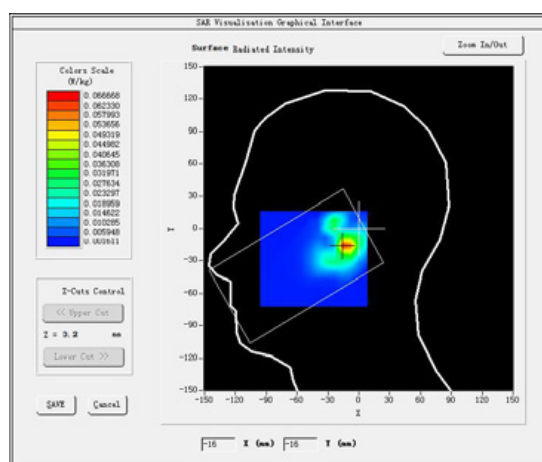 SAR Visualisation Graphical Interface
Surface Radiated Intensity
Zoom In/Out
Colors Scale
(W/kg)
0.066668
0.062330
0.057993
0.053656
0.049319
0.044982
0.040645
0.036308
0.031971
0.027634
0.023297
0.018959
0.014622
0.010285
0.005948
0.001611
Z-Cuts Control
<< Upper Cut
Z = 3.2 mm
Lower Cut >>
SAVE Cancel
150
120
90
60
30
0
-30
-60
-90
-120
-150
Y
-150 -120 -90 -60 -30 0 30 60 90 120 150
X
-16 X (mm) -16 Y (mm)